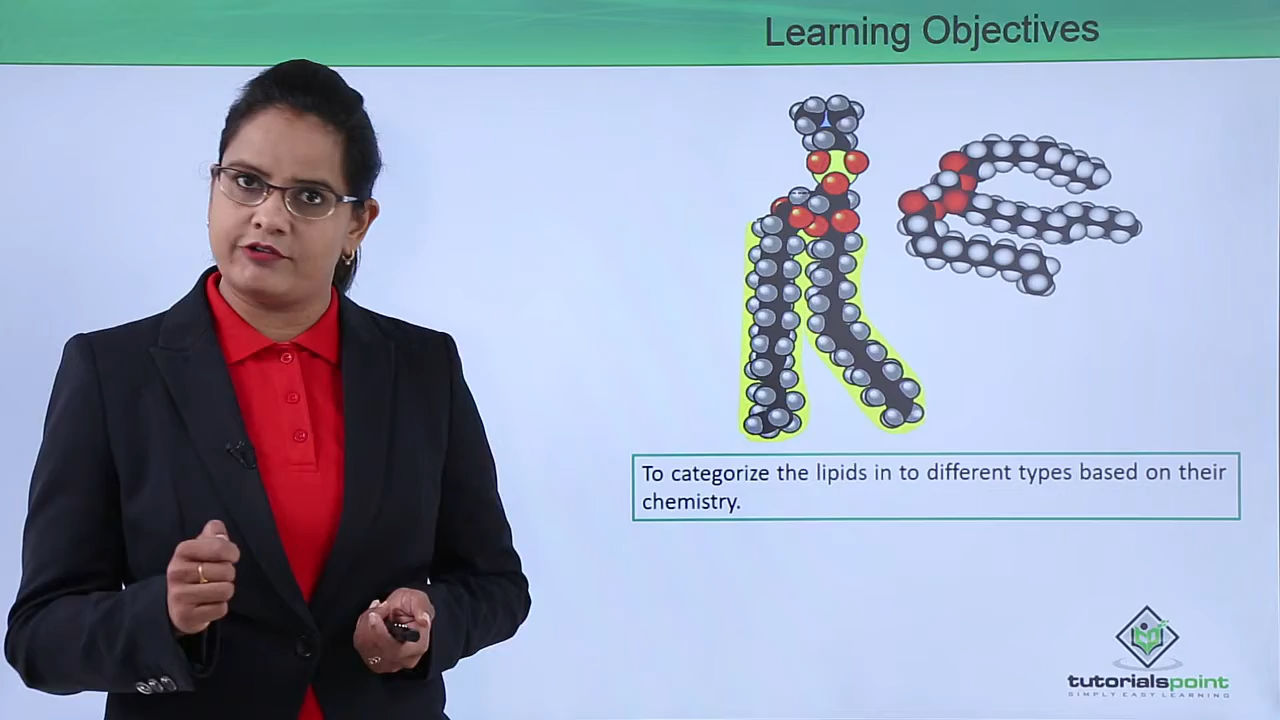 Learning Objectives
To categorize the lipids in to different types based on their
chemistry.
tutorialspoint
SIMPLY EASY LEARNING